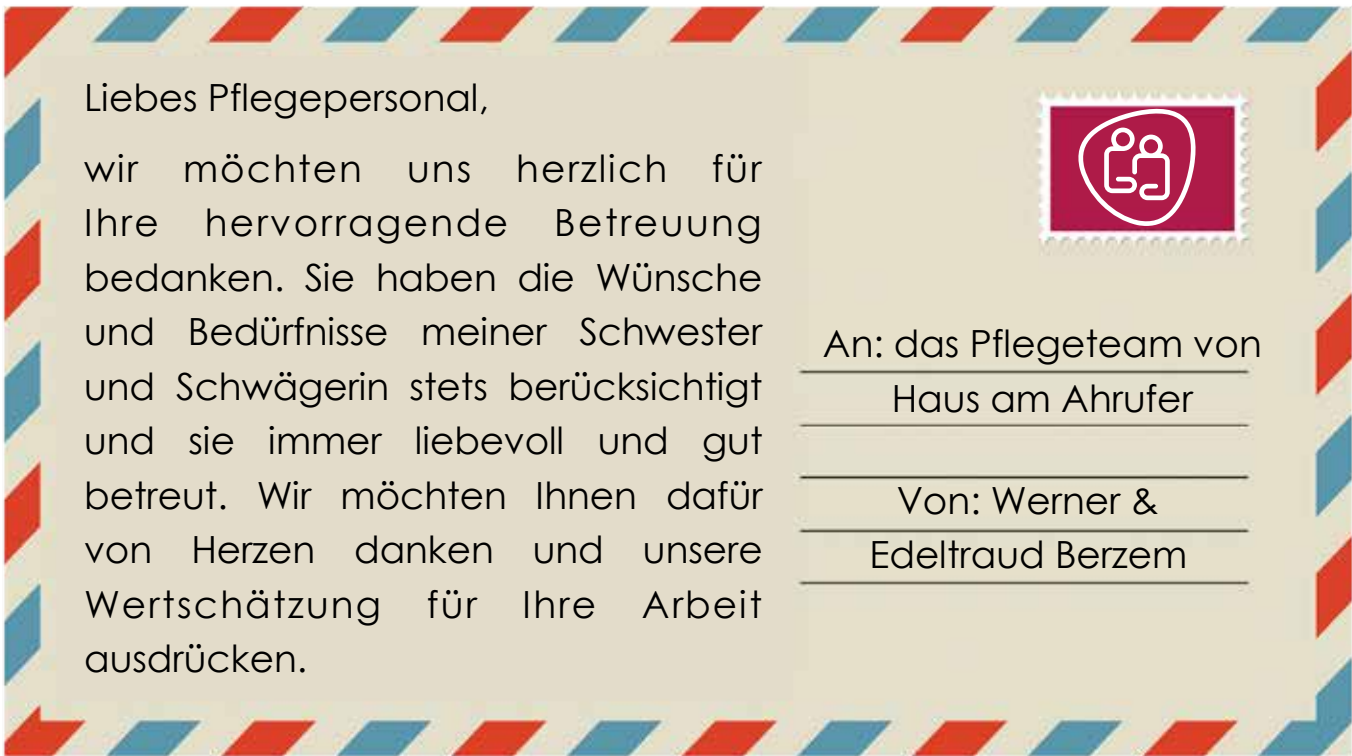 Liebes Pflegepersonal,
wir möchten uns herzlich für
Ihre hervorragende Betreuung
bedanken. Sie haben die Wünsche
und Bedürfnisse meiner Schwester
und Schwägerin stets berücksichtigt
und sie immer liebevoll und gut
betreut. Wir möchten Ihnen dafür
von Herzen danken und unsere
Wertschätzung für Ihre Arbeit
ausdrücken.
An: das Pflegeteam von
Haus am Ahrufer
Von: Werner &
Edeltraud Berzem